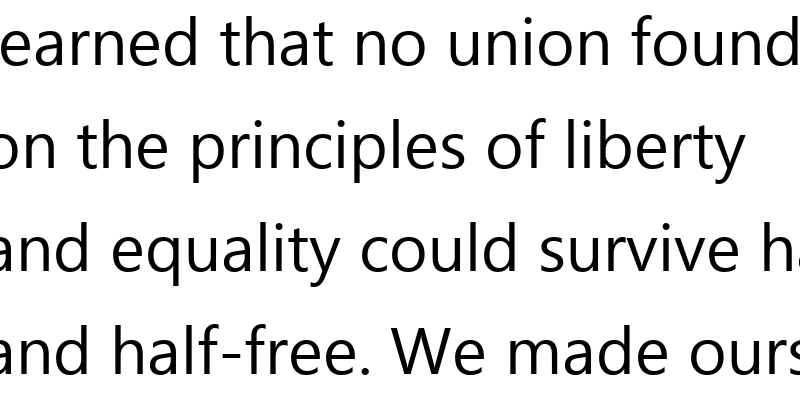 earned that no union found
on the principles of liberty
and equality could survive ha
and half-free. We made ours